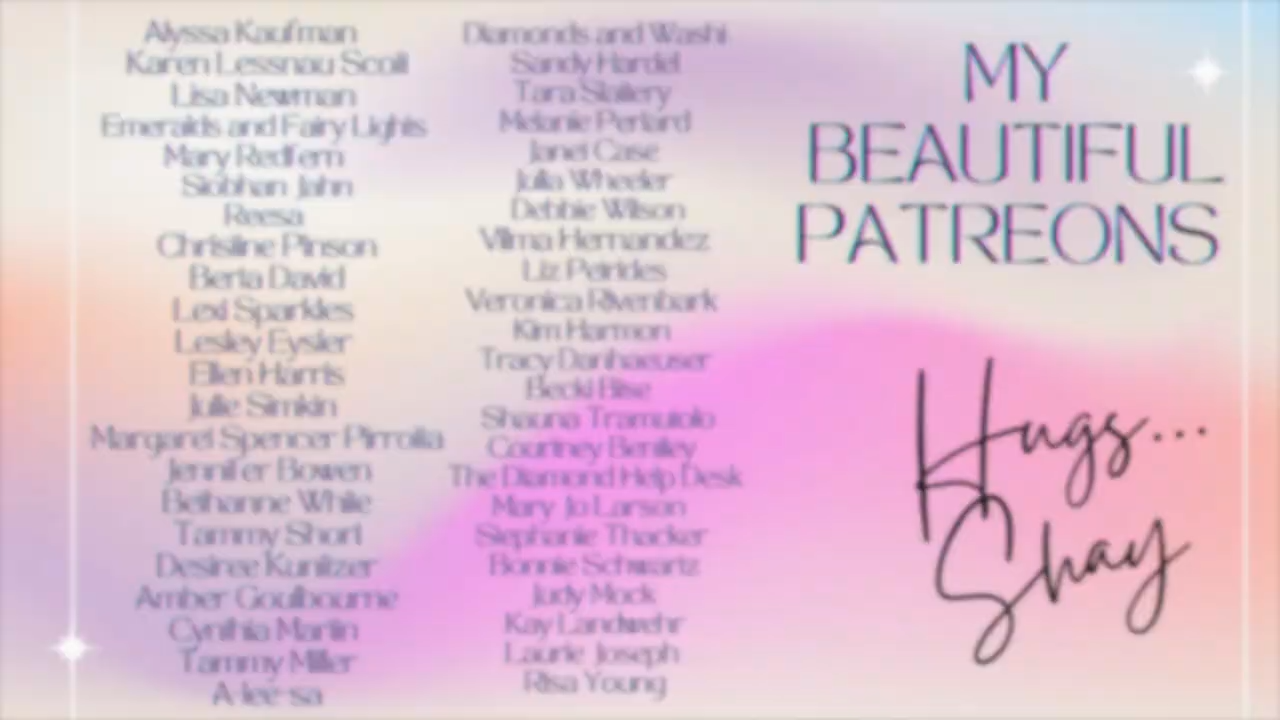 Alyssa Kaufman
Karen Lessnau Scott
Lisa Newman
Emeralds and Fairy Lights
Mary Redfern
Siobhan Jahn
Reesa
Christine Pinson
Berta David
Lexi Sparkles
Lesley Eysler
Ellen Harris
Julie Simkin
Margaret Spencer Pirrotta
Jennifer Bowen
Bethanne White
Tammy Short
Desiree Kunitzer
Amber Goulbourne
Cynthia Martin
Tammy Miller
A-lee-sa
Diamonds and Washi
Sandy Hardel
Tara Slattery
Melanie Perlard
Janet Case
Julia Wheeler
Debbie Wilson
Vilma Hernandez
Liz Petrides
Veronica Rivenbark
Kim Harmon
Tracy Danhaeuser
Becki Bise
Shauna Tramutolo
Courtney Bentley
The Diamond Help Desk
Mary Jo Larson
Stephanie Thacker
Bonnie Schwartz
Judy Mock
Kay Landwehr
Laurie Joseph
Risa Young
MY
BEAUTIFUL
PATREONS
Hugs...
Shay